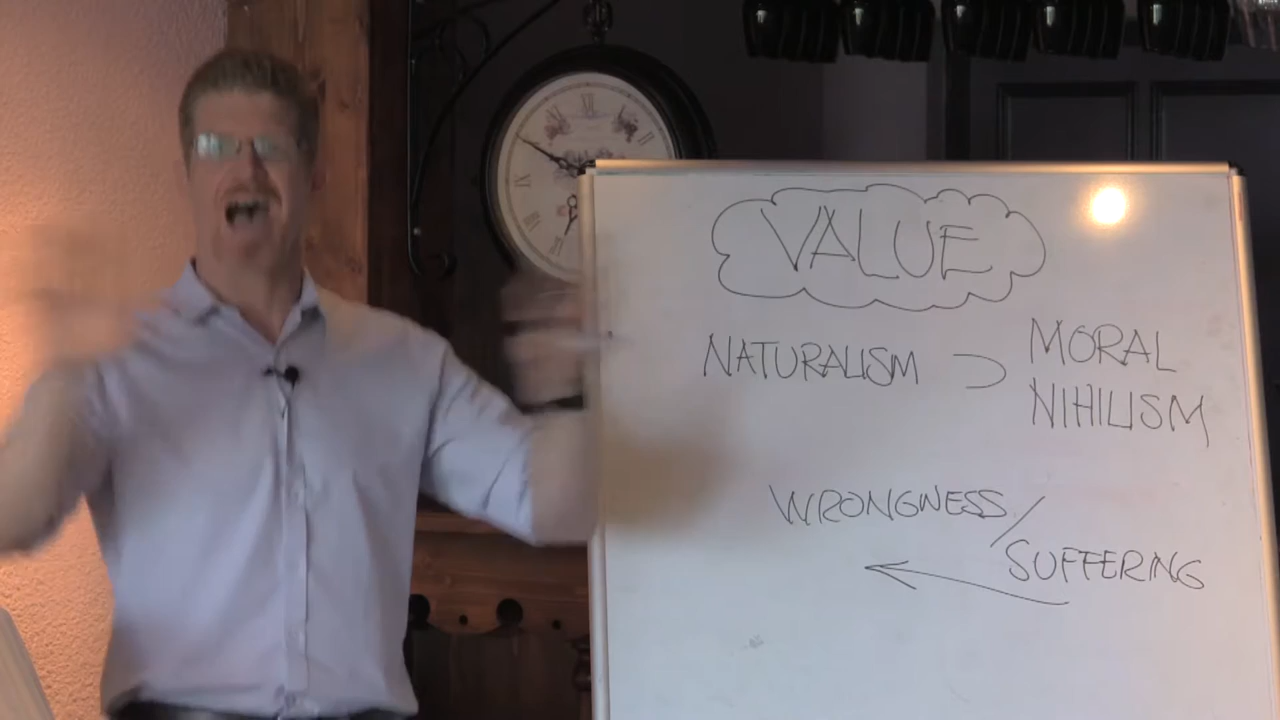 VALUE
NATURALISM ⊃ MORAL
NIHILISM
WRONGNESS/
SUFFERING